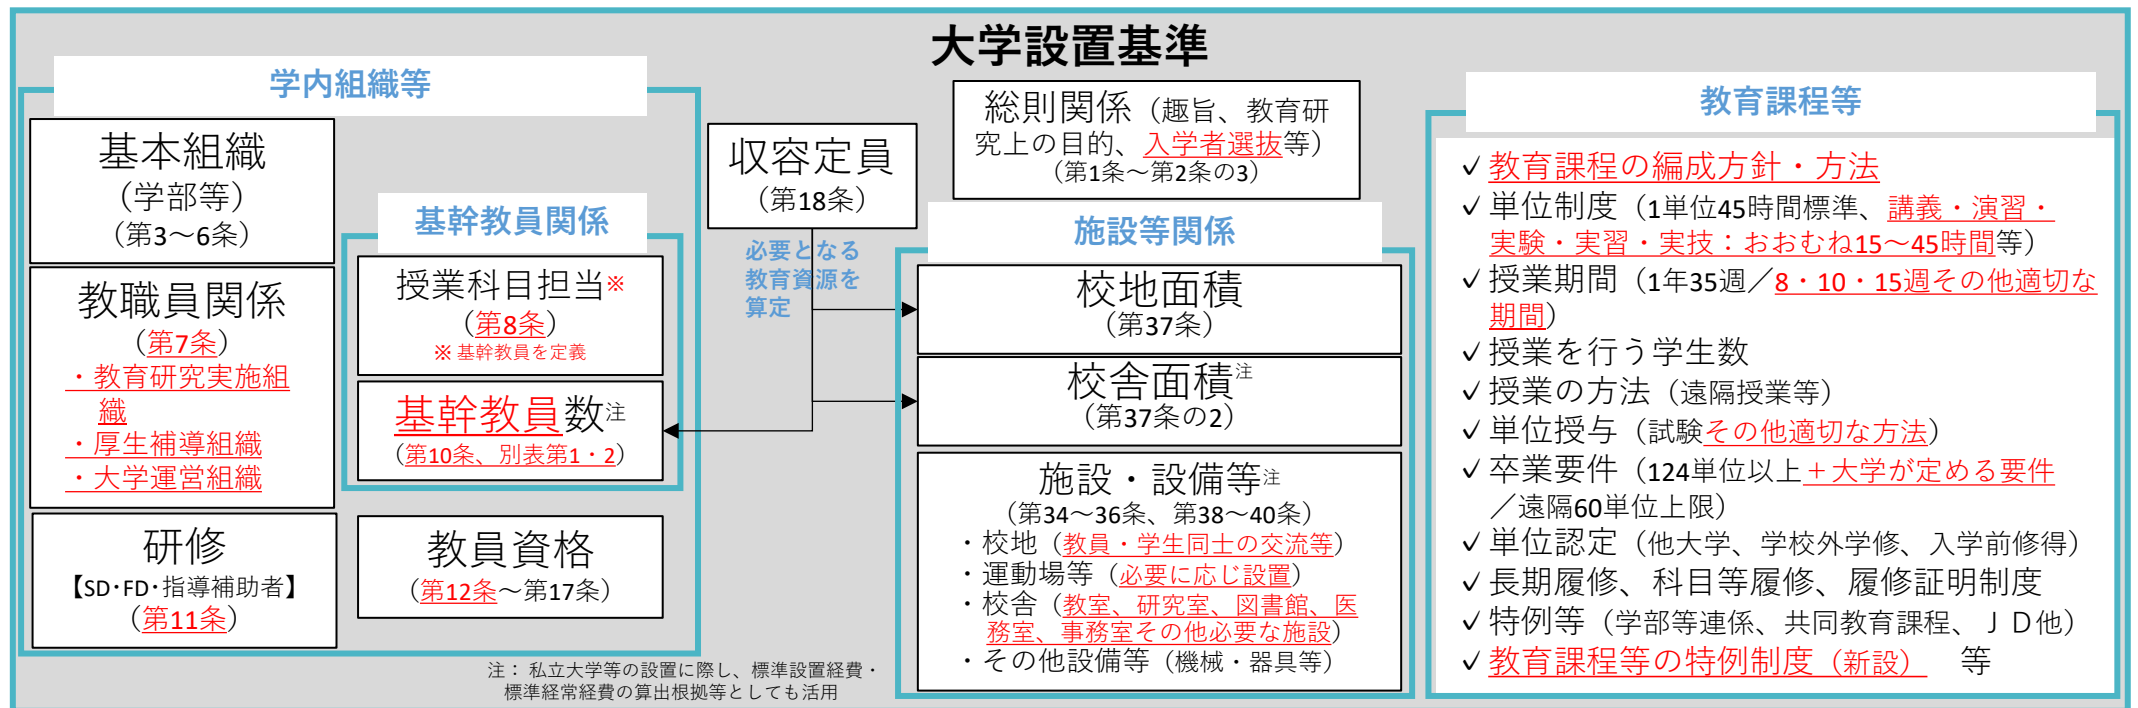 大学設置基準
学内組織等
基本組織
（学部等）
（第3～6条）
教職員関係
（第7条）
・教育研究実施組
織
・厚生補導組織
・大学運営組織
研修
【SD･FD･指導補助者】
（第11条）
基幹教員関係
授業科目担当※
（第8条）
※ 基幹教員を定義
基幹教員数注
（第10条、別表第1・2）
教員資格
（第12条～第17条）
収容定員
（第18条）
必要となる
教育資源を
算定
総則関係（趣旨、教育研
究上の目的、入学者選抜等）
（第1条～第2条の3）
施設等関係
校地面積
（第37条）
校舎面積注
（第37条の2）
施設・設備等注
（第34～36条、第38～40条）
・校地（教員・学生同士の交流等）
・運動場等（必要に応じ設置）
・校舎（教室、研究室、図書館、医
務室、事務室その他必要な施設）
・その他設備等（機械・器具等）
注： 私立大学等の設置に際し、標準設置経費・
標準経常経費の算出根拠等としても活用
教育課程等
✓教育課程の編成方針・方法
✓単位制度（1単位45時間標準、講義・演習・
実験・実習・実技：おおむね15～45時間等）
✓授業期間（1年35週／8・10・15週その他適切な
期間）
✓授業を行う学生数
✓授業の方法（遠隔授業等）
✓単位授与（試験その他適切な方法）
✓卒業要件（124単位以上＋大学が定める要件
／遠隔60単位上限）
✓単位認定（他大学、学校外学修、入学前修得）
✓長期履修、科目等履修、履修証明制度
✓特例等（学部等連係、共同教育課程、ＪＤ他）
✓教育課程等の特例制度（新設）　等